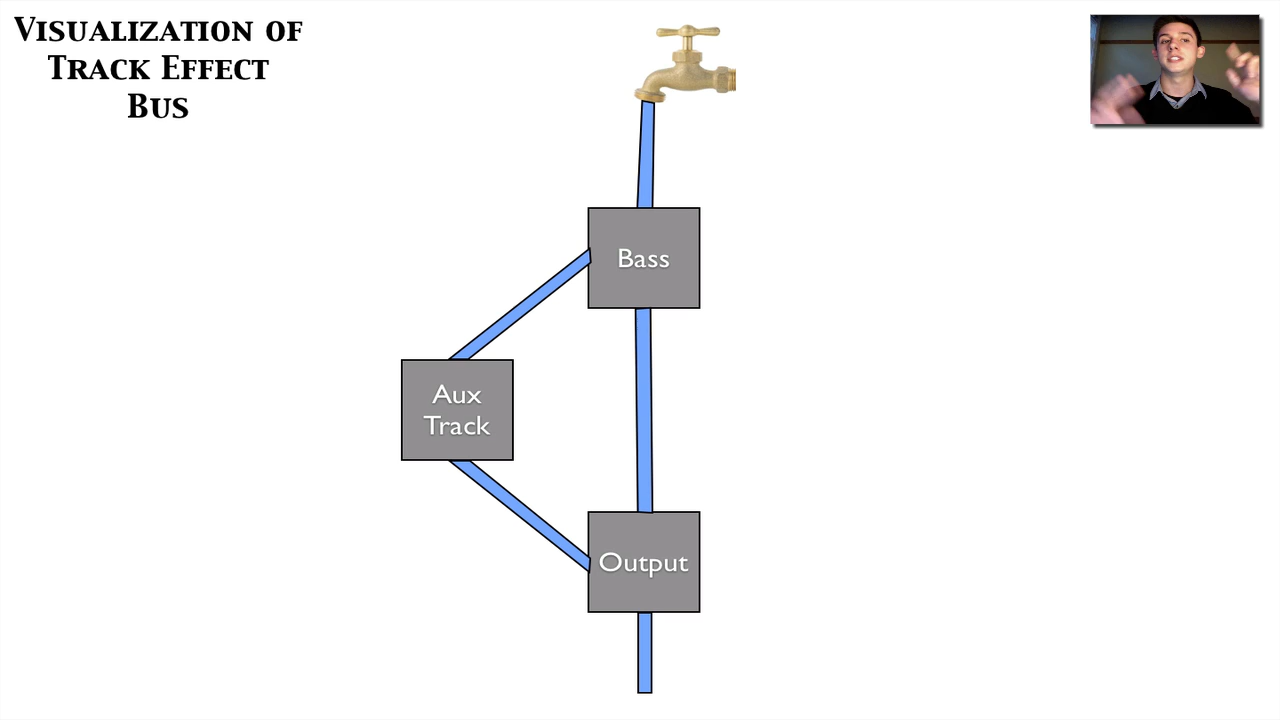 Visualization of
Track Effect
Bus
Bass
Aux
Track
Output